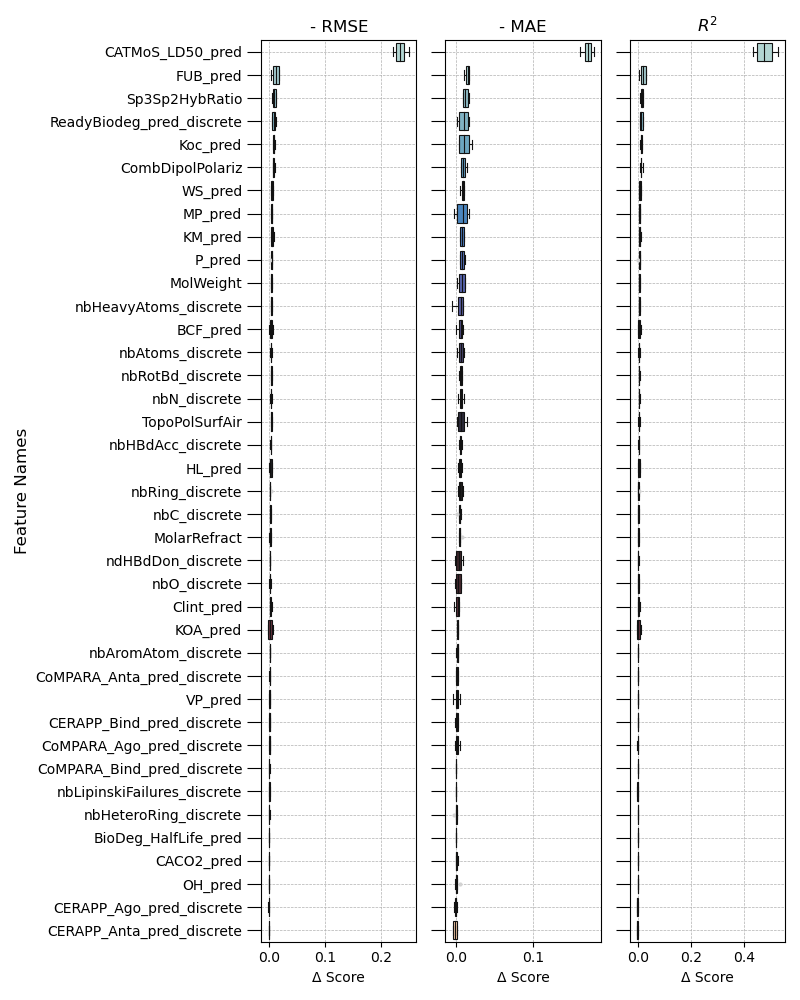 - RMSE
- MAE
R²
Feature Names
CATMoS_LD50_pred
FUB_pred
Sp3Sp2HybRatio
ReadyBiodeg_pred_discrete
Koc_pred
CombDipolPolariz
WS_pred
MP_pred
KM_pred
P_pred
MolWeight
nbHeavyAtoms_discrete
BCF_pred
nbAtoms_discrete
nbRotBd_discrete
nbN_discrete
TopoPolSurfAir
nbHBdAcc_discrete
HL_pred
nbRing_discrete
nbC_discrete
MolarRefract
ndHBdDon_discrete
nbO_discrete
Clint_pred
KOA_pred
nbAromAtom_discrete
CoMPARA_Anta_pred_discrete
VP_pred
CERAPP_Bind_pred_discrete
CoMPARA_Ago_pred_discrete
CoMPARA_Bind_pred_discrete
nbLipinskiFailures_discrete
nbHeteroRing_discrete
BioDeg_HalfLife_pred
CACO2_pred
OH_pred
CERAPP_Ago_pred_discrete
CERAPP_Anta_pred_discrete
0.0 0.1 0.2
Δ Score
0.0 0.1
Δ Score
0.0 0.2 0.4
Δ Score